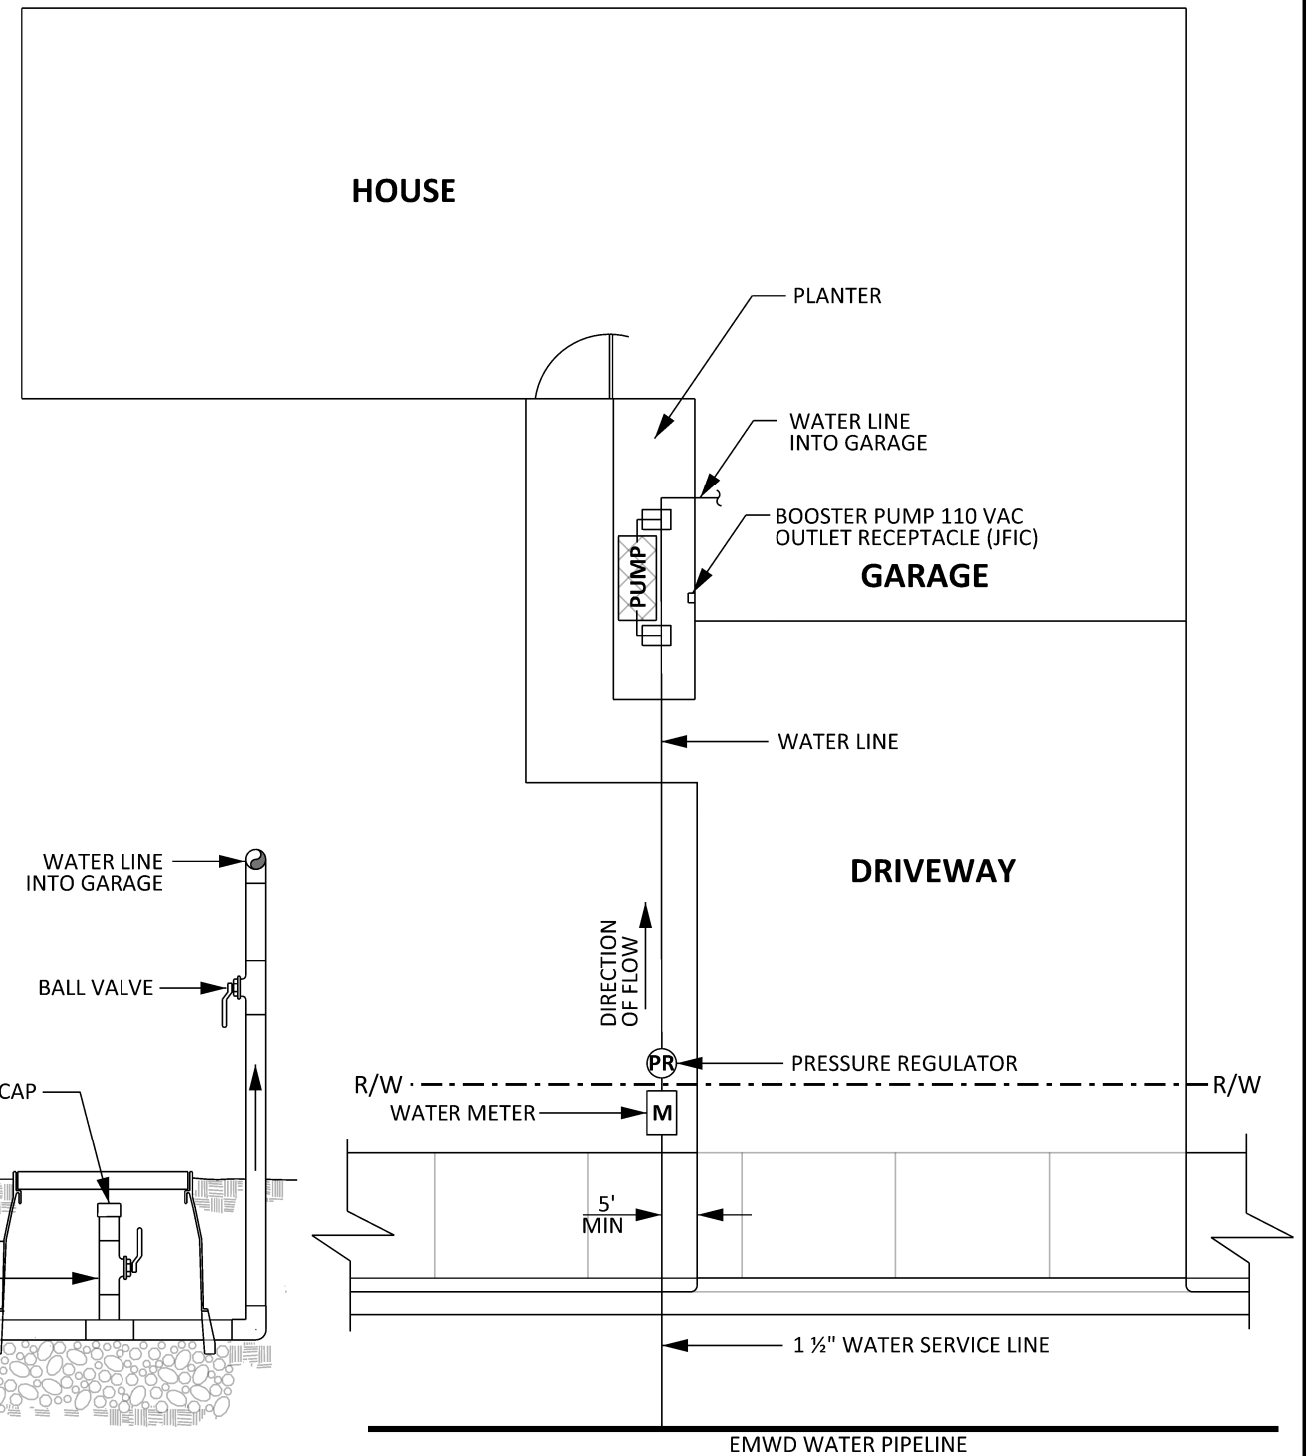 HOUSE
PLANTER
WATER LINE
INTO GARAGE
BOOSTER PUMP 110 VAC
OUTLET RECEPTACLE (JFIC)
GARAGE
PUMP
WATER LINE
DRIVEWAY
WATER LINE
INTO GARAGE
DIRECTION
OF FLOW
BALL VALVE
PR
PRESSURE REGULATOR
R/W
R/W
CAP
WATER METER
M
5'
MIN
1 ½" WATER SERVICE LINE
EMWD WATER PIPELINE